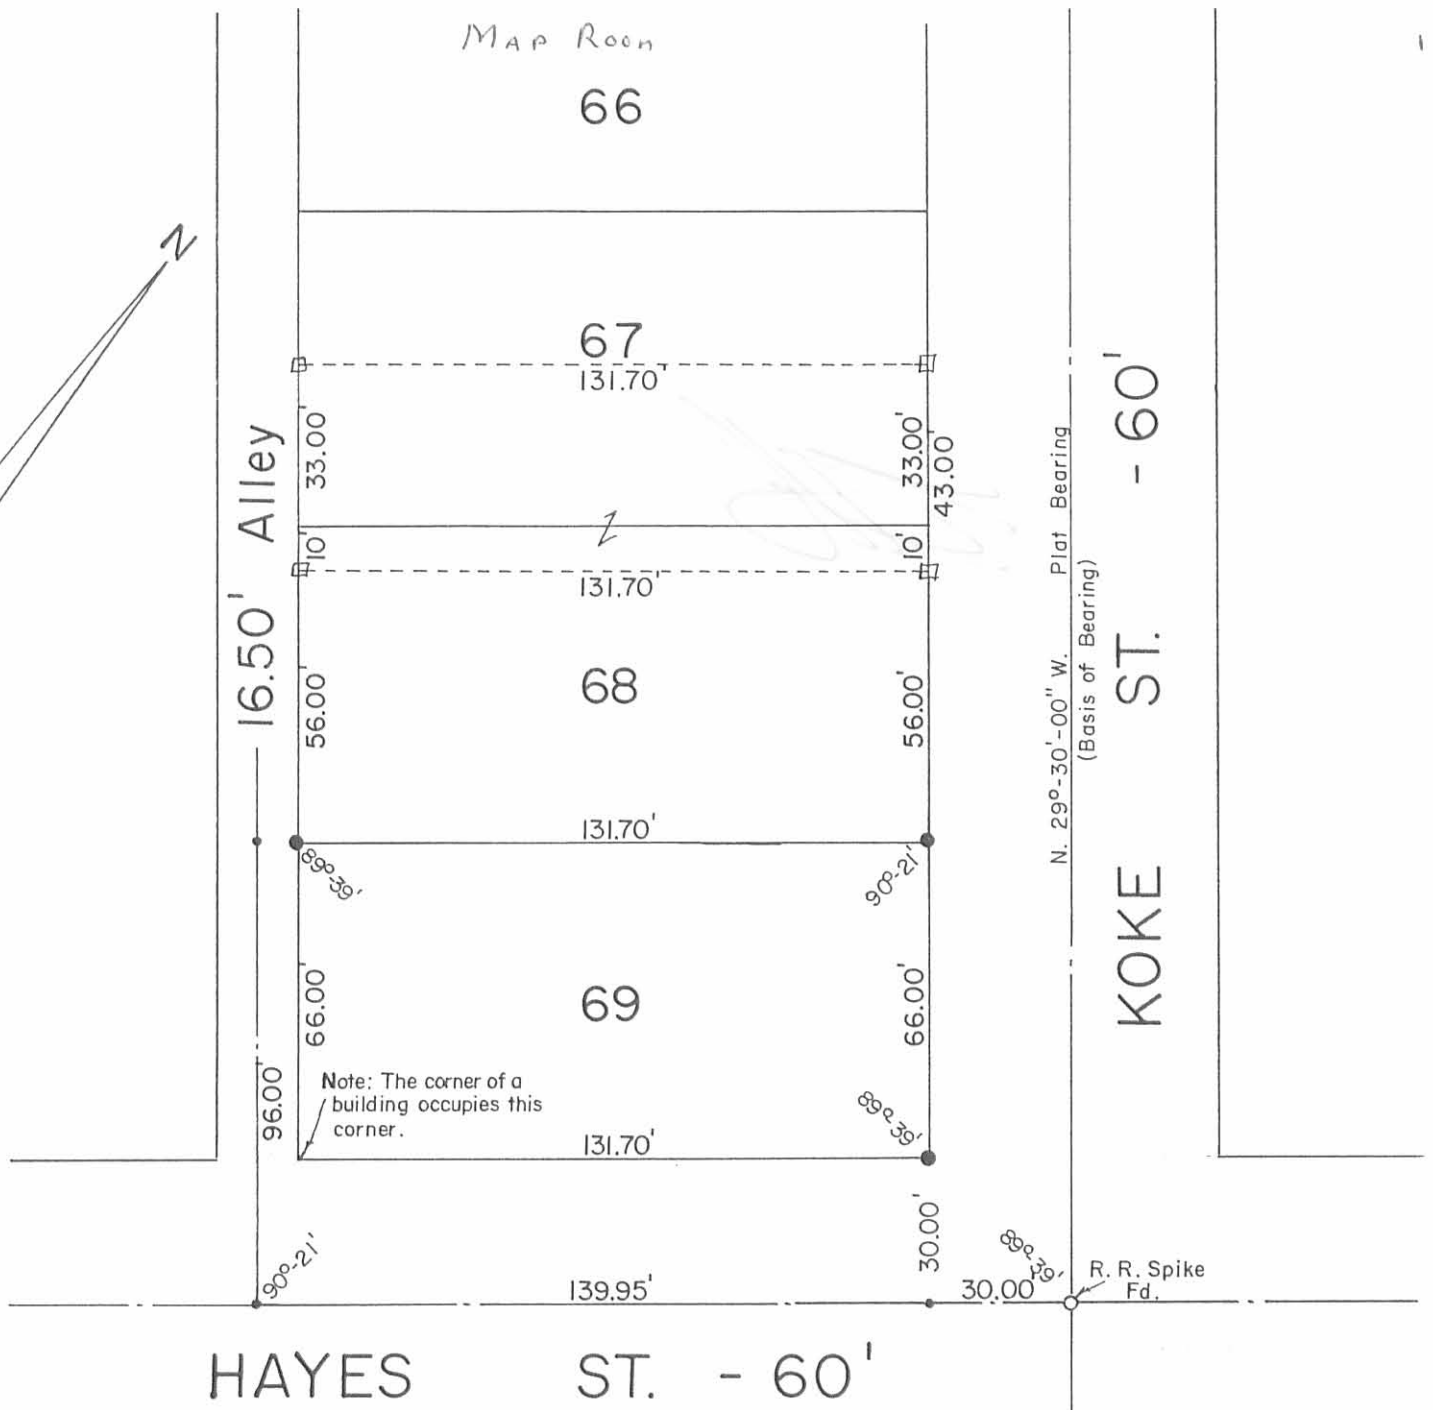 MAP ROOM
66
N
67
131.70'
33.00'
33.00'
43.00'
16.50' Alley
10'
10'
131.70'
68
56.00'
56.00'
N. 29°-30'-00" W. Plat Bearing
(Basis of Bearing)
KOKE ST. - 60'
131.70'
89°-39'
90°-21'
66.00'
69
66.00'
96.00'
Note: The corner of a
building occupies this
corner.
131.70'
89°-39'
30.00'
90°-21'
139.95'
30.00'
89°-39'
R. R. Spike
Fd.
HAYES ST. - 60'